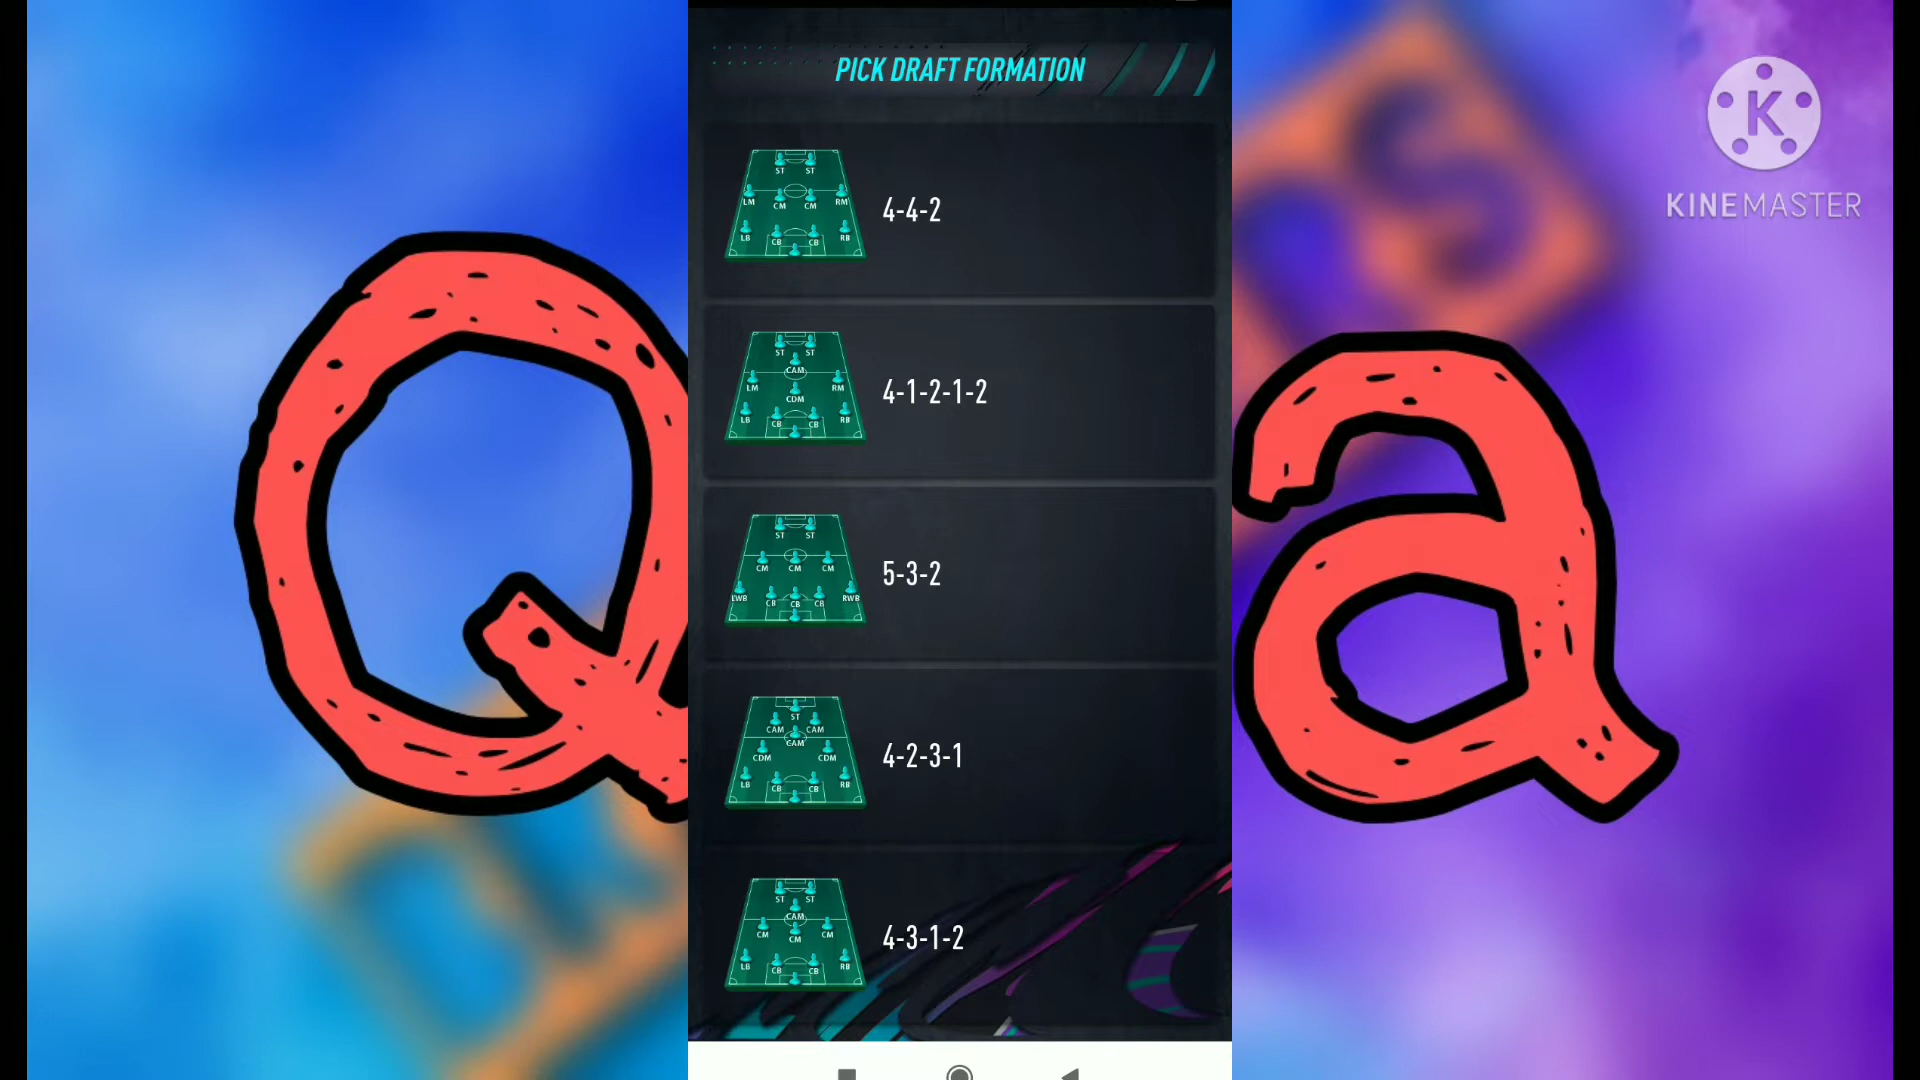 PICK DRAFT FORMATION
ST ST
LM CM CM RM
LB CB CB RB
4-4-2
ST ST
CAM
LM RM
CDM
LB CB CB RB
4-1-2-1-2
ST ST
CM CM CM
LWB CB CB CB RWB
5-3-2
ST
CAM CAM
CAM
CDM CDM
LB CB CB RB
4-2-3-1
ST ST
CAM
CM CM CM
LB CB CB RB
4-3-1-2
Q
a
S
K
KINEMASTER